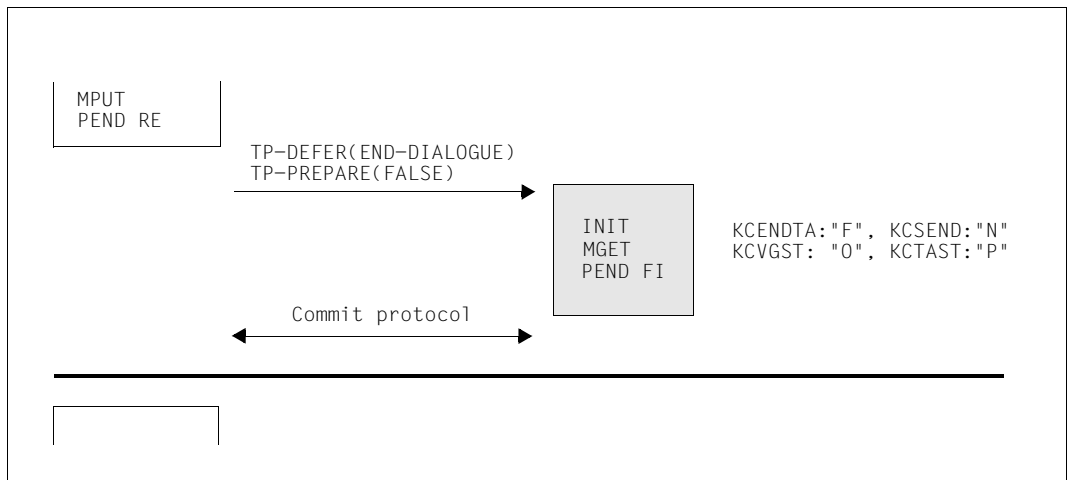 MPUT
PEND RE
TP-DEFER(END-DIALOGUE)
TP-PREPARE(FALSE)
INIT
MGET
PEND FI
KCENDTA:"F", KCSEND:"N"
KCVGST: "O", KCTAST:"P"
Commit protocol